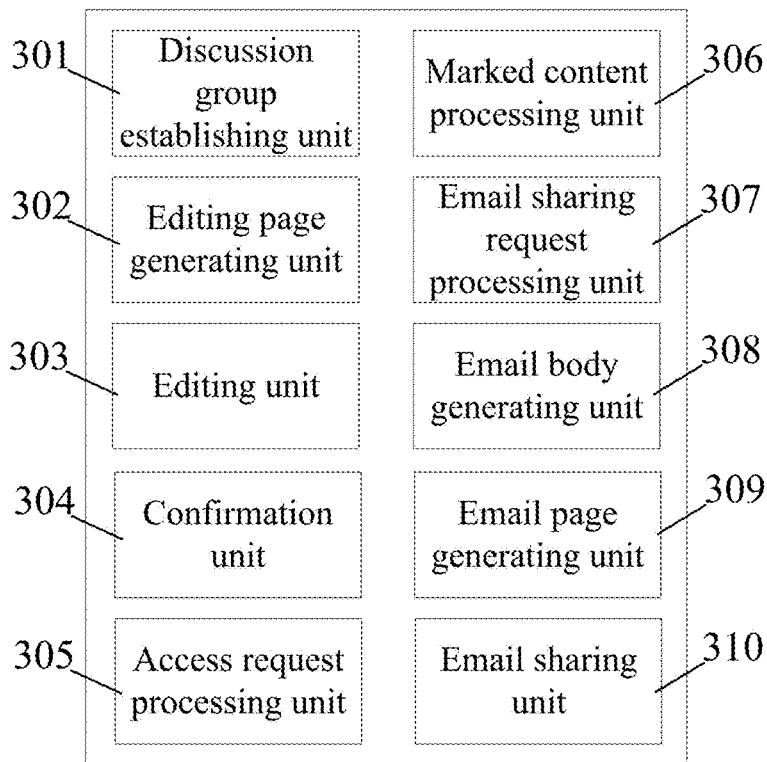 301
Discussion
group
establishing unit
302
Editing page
generating unit
303
Editing unit
304
Confirmation
unit
305
Access request
processing unit
306
Marked content
processing unit
307
Email sharing
request
processing unit
308
Email body
generating unit
309
Email page
generating unit
310
Email sharing
unit